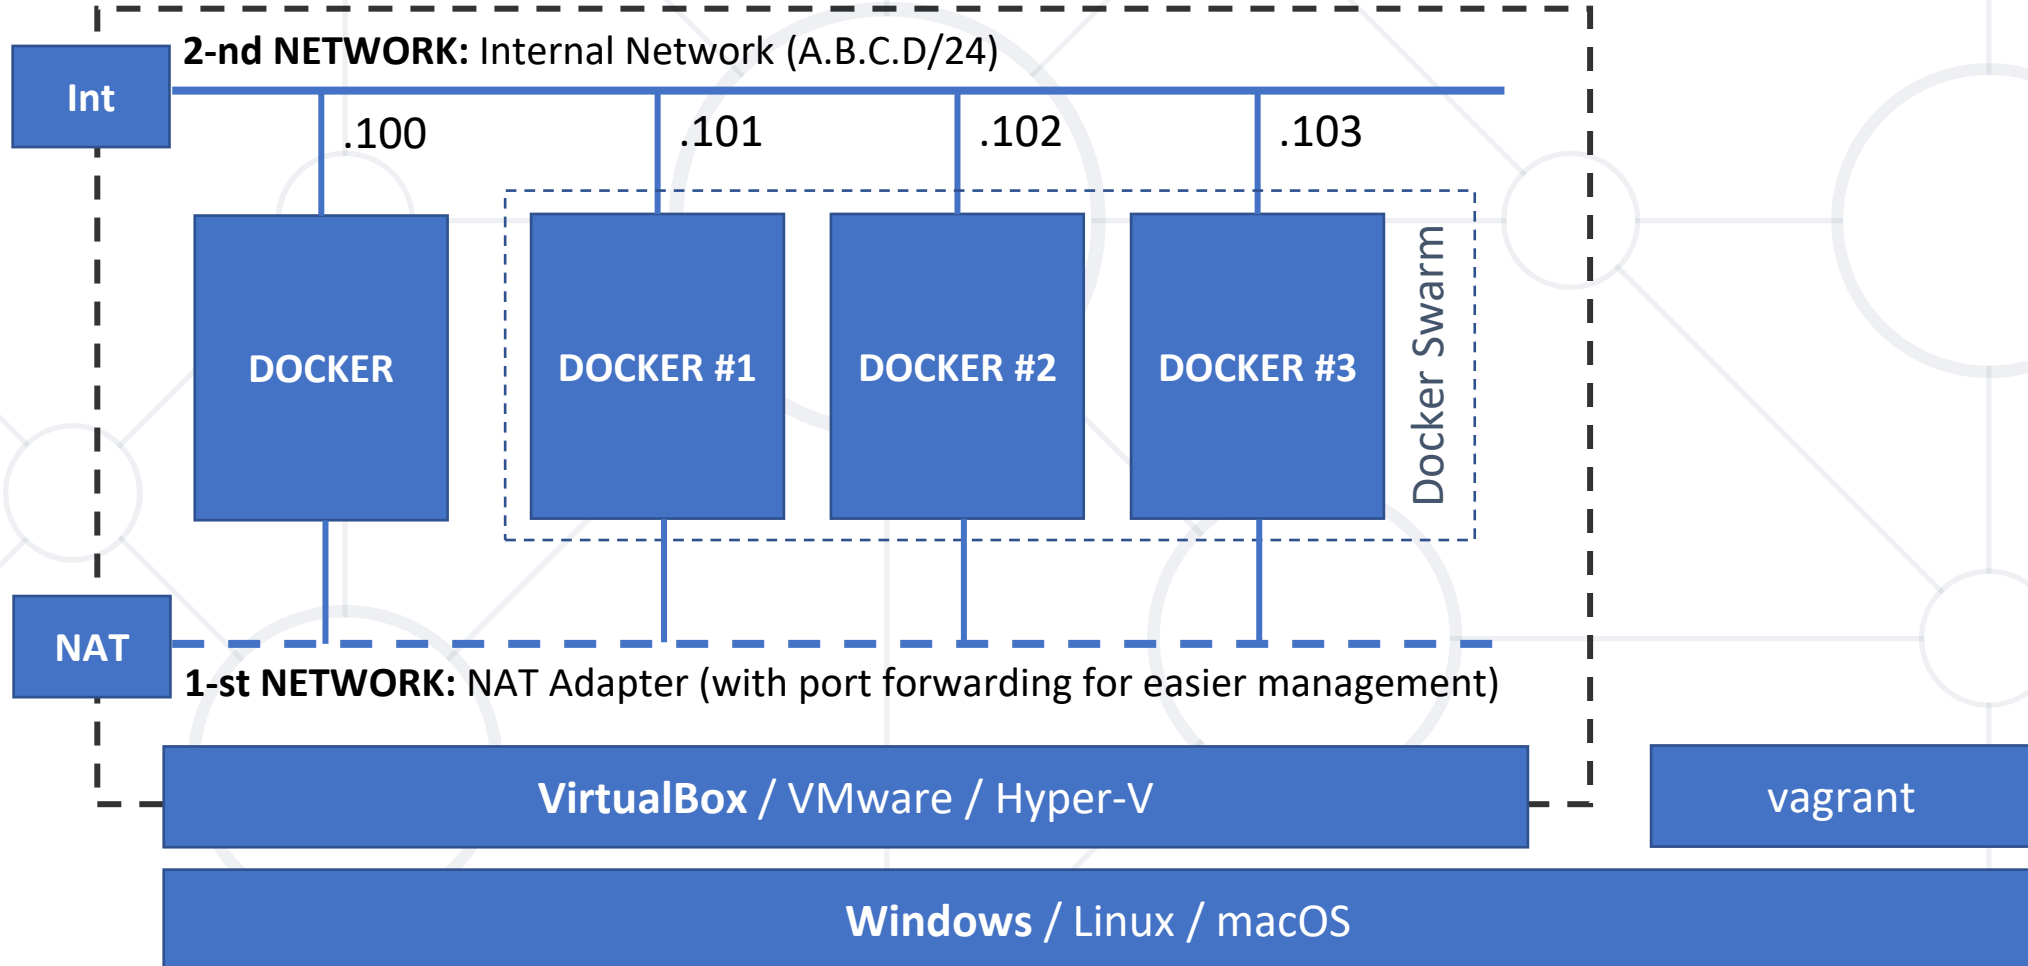 2-nd NETWORK: Internal Network (A.B.C.D/24)
Int
.100
.101
.102
.103
DOCKER
DOCKER #1
DOCKER #2
DOCKER #3
Docker Swarm
NAT
1-st NETWORK: NAT Adapter (with port forwarding for easier management)
VirtualBox / VMware / Hyper-V
vagrant
Windows / Linux / macOS